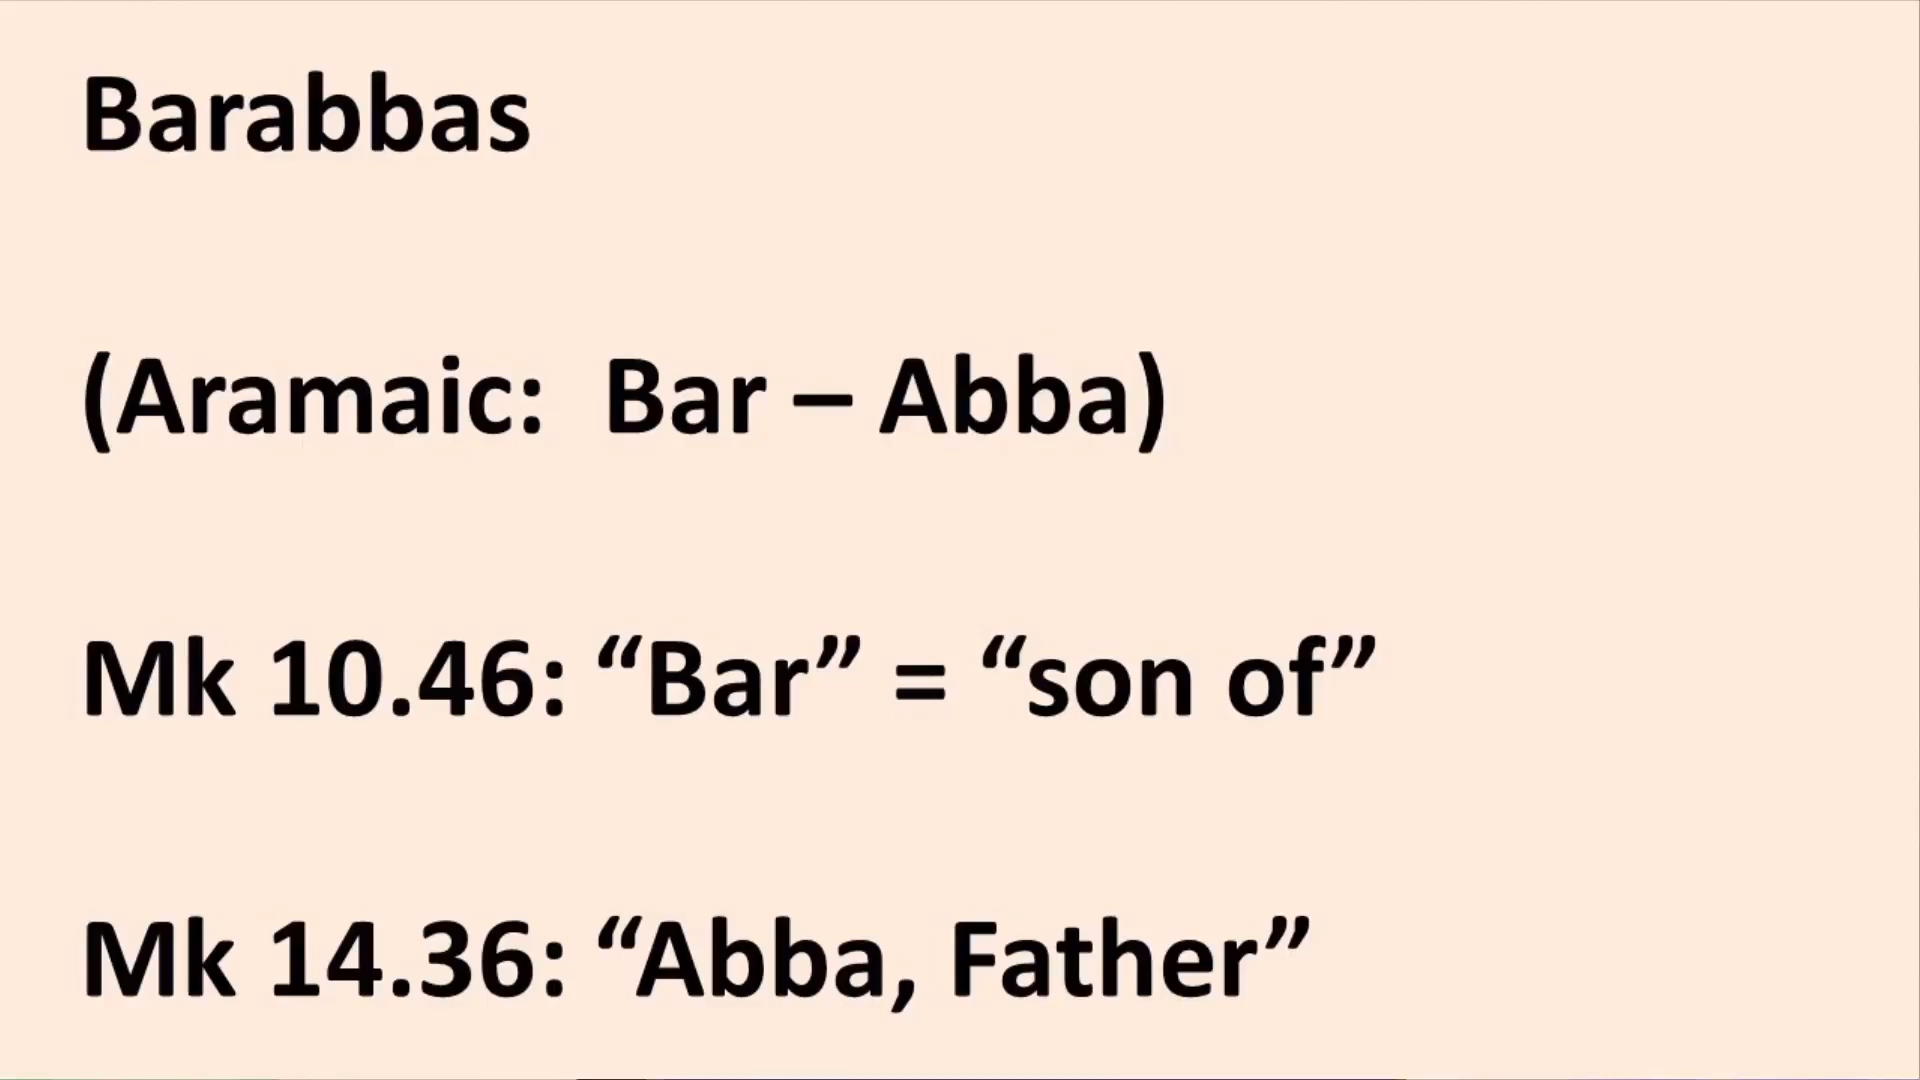 Barabbas
(Aramaic:  Bar – Abba)
Mk 10.46: “Bar” = “son of”
Mk 14.36: “Abba, Father”